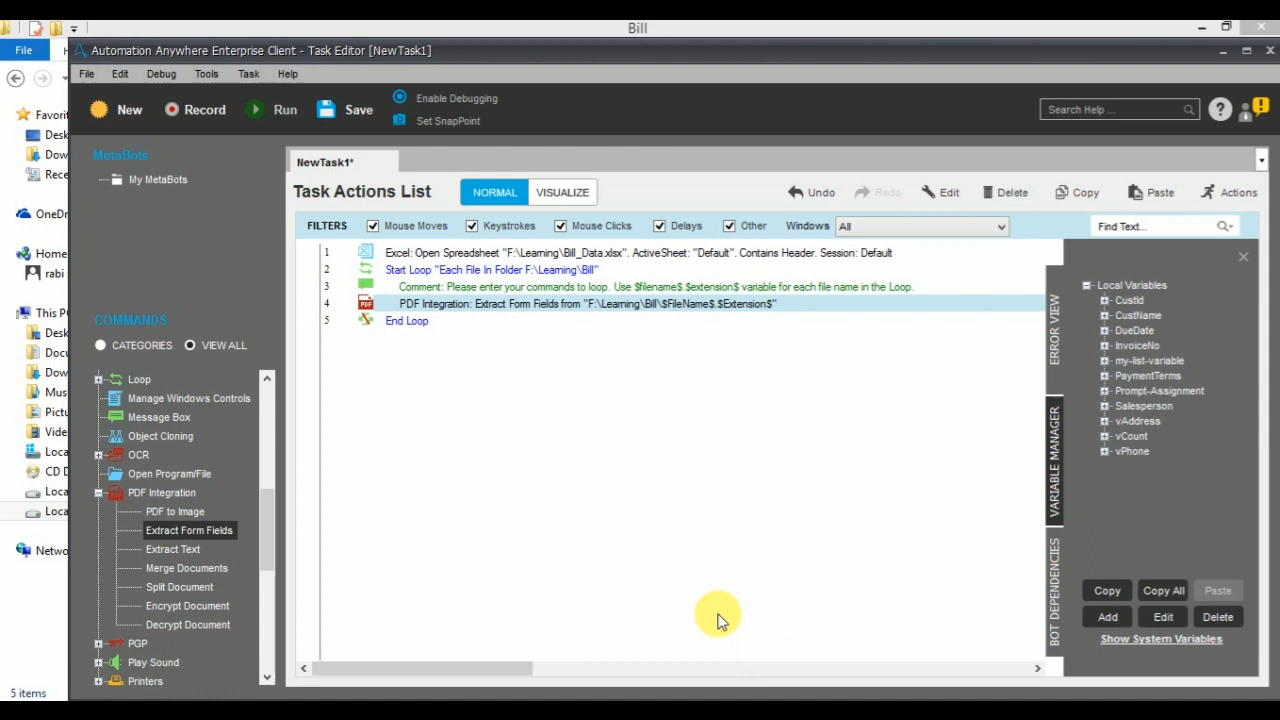 Bill
File
H
Automation Anywhere Enterprise Client - Task Editor [NewTask1]
File Edit Debug Tools Task Help
New Record Run Save
Enable Debugging
Set SnapPoint
Search Help ...
Favorit
Desk
Dow
Rece
OneDr
Home
rabi
This PC
Desk
Docu
Dow
Mus
Pictu
Vide
Loca
CD D
Loca
Loca
Netwo
5 items
MetaBots
My MetaBots
COMMANDS
CATEGORIES VIEW ALL
Loop
Manage Windows Controls
Message Box
Object Cloning
OCR
Open Program/File
PDF Integration
PDF to Image
Extract Form Fields
Extract Text
Merge Documents
Split Document
Encrypt Document
Decrypt Document
PGP
Play Sound
Printers
NewTask1*
Task Actions List NORMAL VISUALIZE
Undo Redo Edit Delete Copy Paste Actions
FILTERS Mouse Moves Keystrokes Mouse Clicks Delays Other Windows All
Find Text...
1 Excel: Open Spreadsheet "F:\Learning\Bill_Data.xlsx". ActiveSheet: "Default". Contains Header. Session: Default
2 Start Loop "Each File In Folder F:\Learning\Bill"
3 Comment: Please enter your commands to loop. Use $filename$.$extension$ variable for each file name in the Loop.
4 PDF PDF Integration: Extract Form Fields from "F:\Learning\Bill\$FileName$.$Extension$"
5 End Loop
ERROR VIEW
VARIABLE MANAGER
BOT DEPENDENCIES
Local Variables
CustId
CustName
DueDate
InvoiceNo
my-list-variable
PaymentTerms
Prompt-Assignment
Salesperson
vAddress
vCount
vPhone
Copy Copy All Paste
Add Edit Delete
Show System Variables